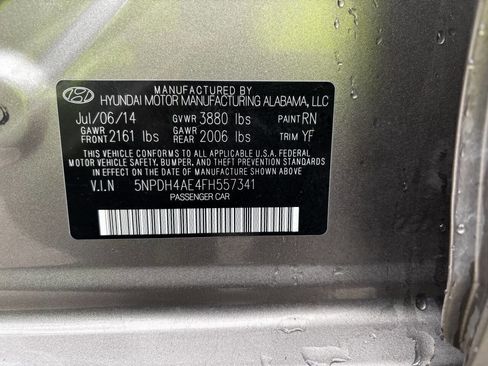 MANUFACTURED BY
HYUNDAI MOTOR MANUFACTURING ALABAMA, LLC
Jul/06/14 GVWR 3880 lbs PAINT RN
GAWR FRONT 2161 lbs GAWR REAR 2006 lbs TRIM YF
THIS VEHICLE CONFORMS TO ALL APPLICABLE U.S.A. FEDERAL
MOTOR VEHICLE SAFETY, BUMPER, AND THEFT PREVENTION STANDARDS
IN EFFECT ON THE DATE OF MANUFACTURE SHOWN ABOVE.
V.I.N 5NPDH4AE4FH557341
PASSENGER CAR